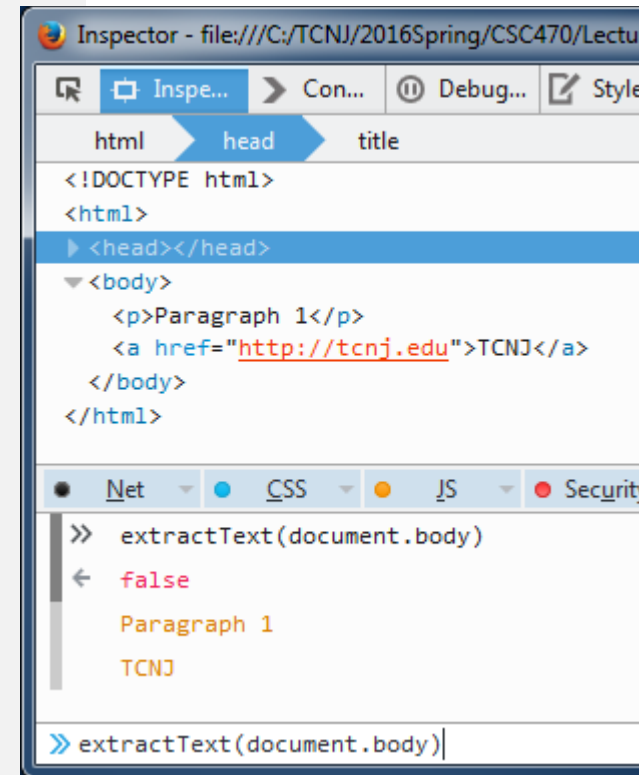 Inspector - file:///C:/TCNJ/2016Spring/CSC470/Lectu
Inspe... Con... Debug... Style
html head title
<!DOCTYPE html>
<html>
<head></head>
<body>
<p>Paragraph 1</p>
<a href="http://tcnj.edu">TCNJ</a>
</body>
</html>
Net CSS JS Security
» extractText(document.body)
← false
Paragraph 1
TCNJ
» extractText(document.body)